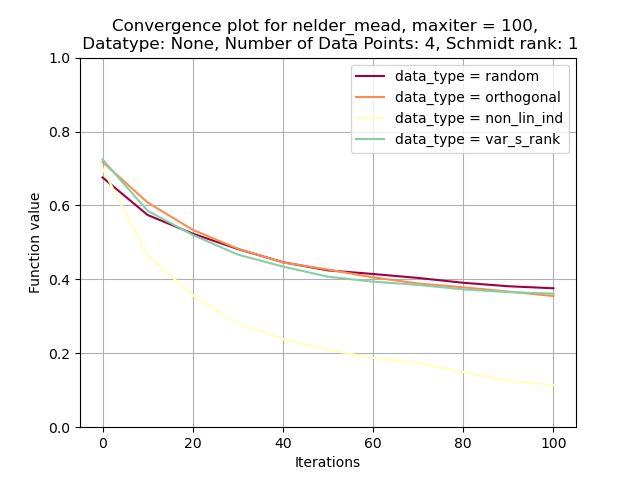 Convergence plot for nelder_mead, maxiter = 100,
Datatype: None, Number of Data Points: 4, Schmidt rank: 1
data_type = random
data_type = orthogonal
data_type = non_lin_ind
data_type = var_s_rank
Function value
1.0
0.8
0.6
0.4
0.2
0.0
0 20 40 60 80 100
Iterations